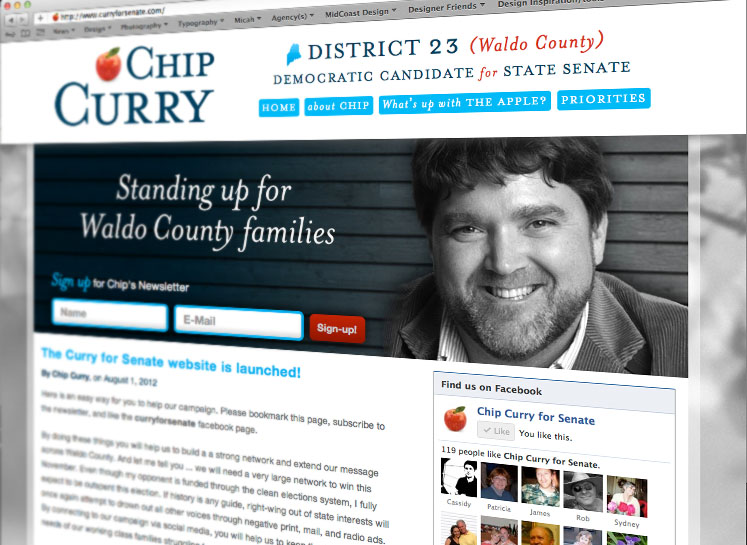 http://www.curryforsenate.com/
News Design Photography Typography Micah Agency(s) MidCoast Design Designer Friends Design Inspiration/tools
CHIP
CURRY
DISTRICT 23 (Waldo County)
DEMOCRATIC CANDIDATE for STATE SENATE
HOME about CHIP What's up with THE APPLE? PRIORITIES
Standing up for
Waldo County families
Sign up for Chip's Newsletter
Name E-Mail Sign-up!
The Curry for Senate website is launched!
By Chip Curry, on August 1, 2012
Here is an easy way for you to help our campaign. Please bookmark this page, subscribe to
the newsletter, and like the curryforsenate facebook page.
By doing these things you will help us to build a a strong network and extend our message
across Waldo County. And let me tell you ... we will need a very large network to win this
November. Even though my opponent is funded through the clean elections system, I fully
expect to be outspent this election. If history is any guide, right-wing out of state interests will
once again attempt to drown out all other voices through negative print, mail, and radio ads.
By connecting to our campaign via social media, you will help us to keep
needs of our working class families
Find us on Facebook
Chip Curry for Senate
Like You like this.
119 people like Chip Curry for Senate.
Cassidy Patricia James Rob Sydney